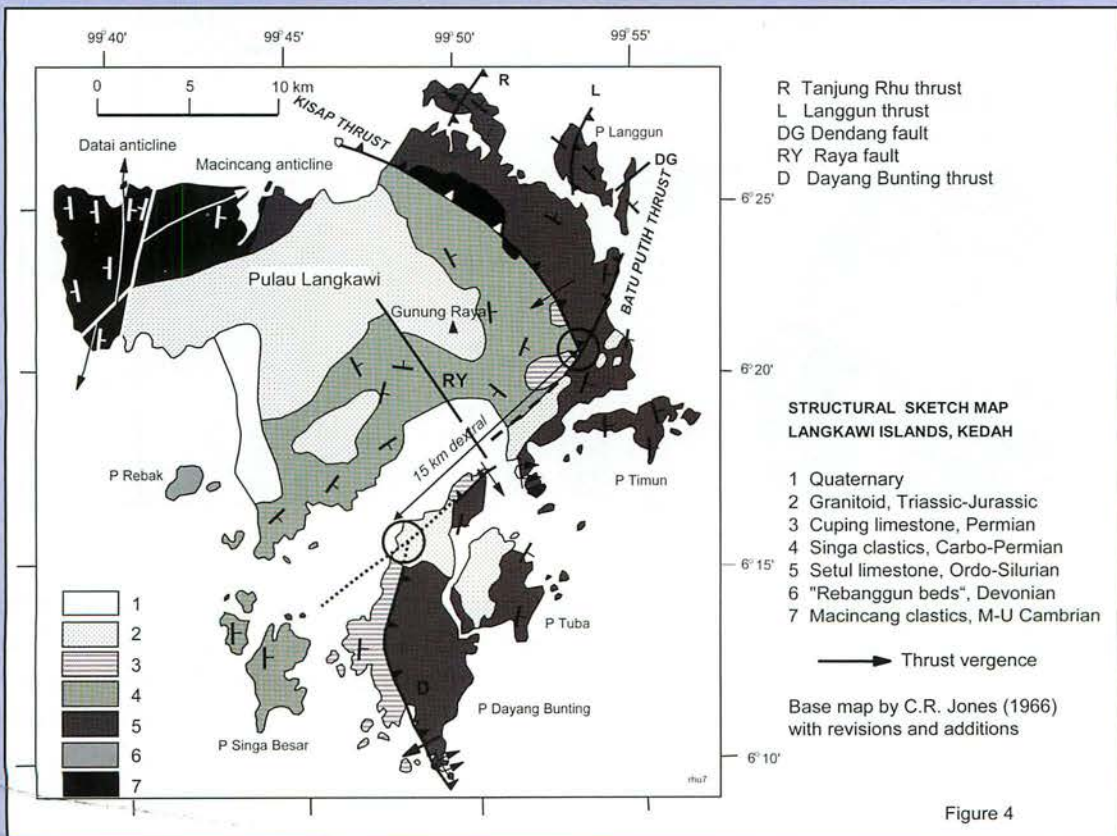 99°40'
99°45'
99°50'
99°55'
0
5
10 km
KISAP THRUST
R
L
P Langgun
DG
Datai anticline
Macincang anticline
BATU PUTIH THRUST
6°25'
Pulau Langkawi
Gunung Raya
6°20'
RY
15 km dextral
P Rebak
P Timun
6°15'
P Tuba
D
P Dayang Bunting
P Singa Besar
6°10'
rhu7
1
2
3
4
5
6
7
R Tanjung Rhu thrust
L Langgun thrust
DG Dendang fault
RY Raya fault
D Dayang Bunting thrust
STRUCTURAL SKETCH MAP
LANGKAWI ISLANDS, KEDAH
1 Quaternary
2 Granitoid, Triassic-Jurassic
3 Cuping limestone, Permian
4 Singa clastics, Carbo-Permian
5 Setul limestone, Ordo-Silurian
6 "Rebanggun beds", Devonian
7 Macincang clastics, M-U Cambrian
Thrust vergence
Base map by C.R. Jones (1966)
with revisions and additions
Figure 4